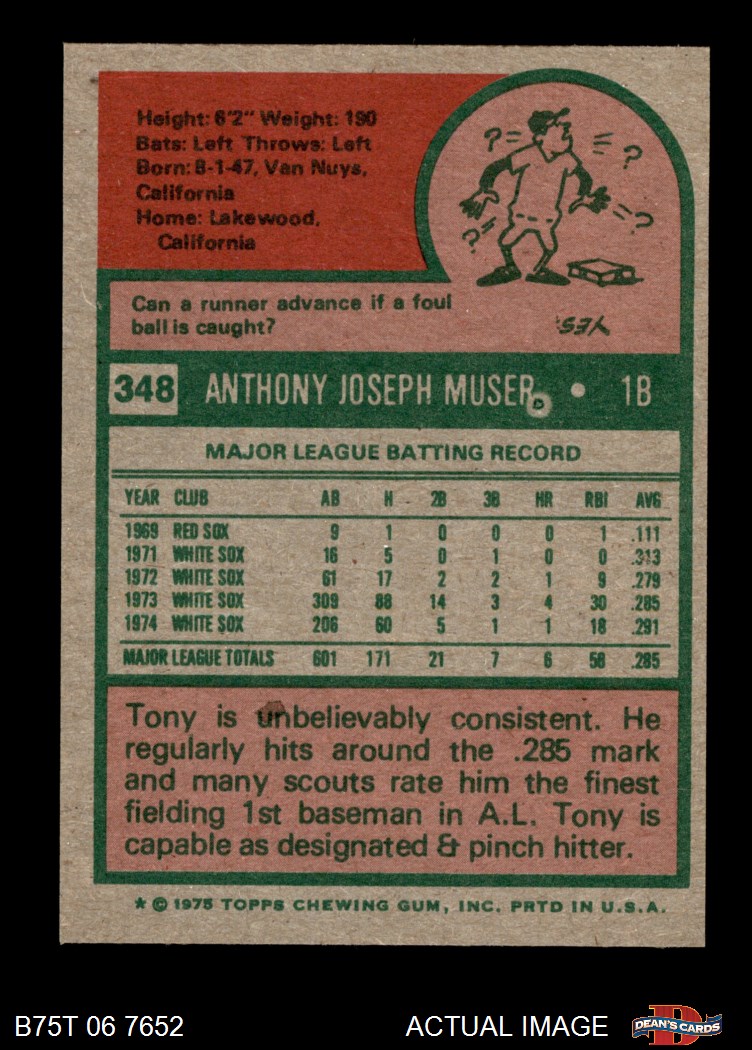 Height: 6'2" Weight: 190
Bats: Left Throws: Left
Born: 8-1-47, Van Nuys,
California
Home: Lakewood,
California
?
?
?
?
Can a runner advance if a foul
ball is caught?
YES.
348 ANTHONY JOSEPH MUSER D • 1B
MAJOR LEAGUE BATTING RECORD
YEAR CLUB AB H 2B 3B HR RBI AVG
1969 RED SOX 9 1 0 0 0 1 .111
1971 WHITE SOX 16 5 0 1 0 0 .313
1972 WHITE SOX 61 17 2 2 1 9 .279
1973 WHITE SOX 309 88 14 3 4 30 .285
1974 WHITE SOX 206 60 5 1 1 18 .291
MAJOR LEAGUE TOTALS 601 171 21 7 6 58 .285
Tony is unbelievably consistent. He
regularly hits around the .285 mark
and many scouts rate him the finest
fielding 1st baseman in A.L. Tony is
capable as designated & pinch hitter.
* © 1975 TOPPS CHEWING GUM, INC. PRTD IN U.S.A.
B75T 06 7652 ACTUAL IMAGE D DEAN'S CARDS